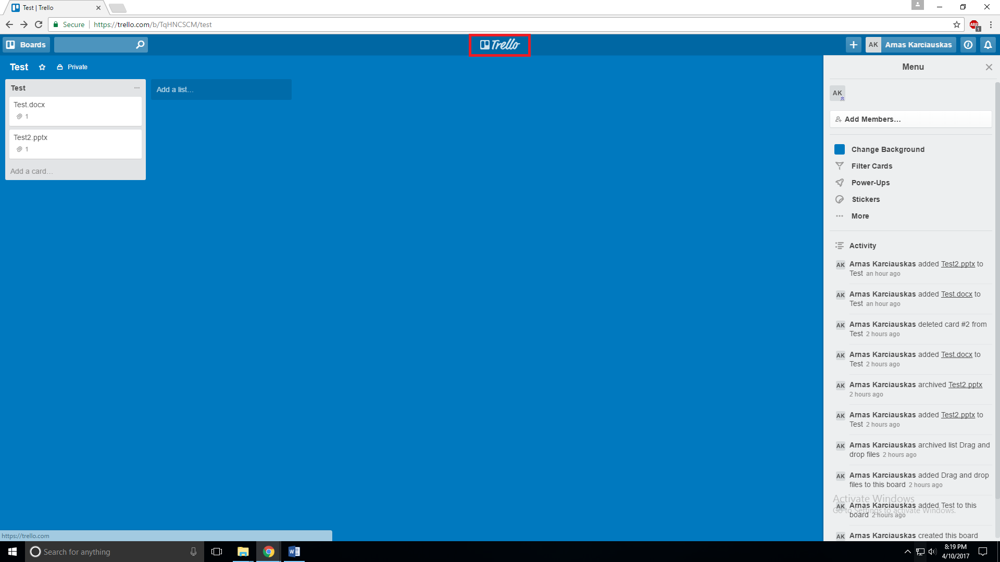 Test | Trello
Secure
https://trello.com/b/TqHNCSCM/test
ABP
1
Boards
Trello
AK Arnas Karciauskas
Test
Private
Test
Test.docx
1
Test2.pptx
1
Add a card...
Add a list...
Menu
AK
Add Members...
Change Background
Filter Cards
Power-Ups
Stickers
More
Activity
AK Arnas Karciauskas added Test2.pptx to
Test an hour ago
AK Arnas Karciauskas added Test.docx to
Test an hour ago
AK Arnas Karciauskas deleted card #2 from
Test 2 hours ago
AK Arnas Karciauskas added Test.docx to
Test 2 hours ago
AK Arnas Karciauskas archived Test2.pptx
2 hours ago
AK Arnas Karciauskas added Test2.pptx to
Test 2 hours ago
AK Arnas Karciauskas archived list Drag and
drop files 2 hours ago
AK Arnas Karciauskas added Drag and drop
files to this board 2 hours ago
Activate Windows
AK Arnas Karciauskas added Test to this
Go to Settings to activate Windows.
board 2 hours ago
AK Arnas Karciauskas created this board
https://trello.com
Search for anything
8:19 PM
4/10/2017